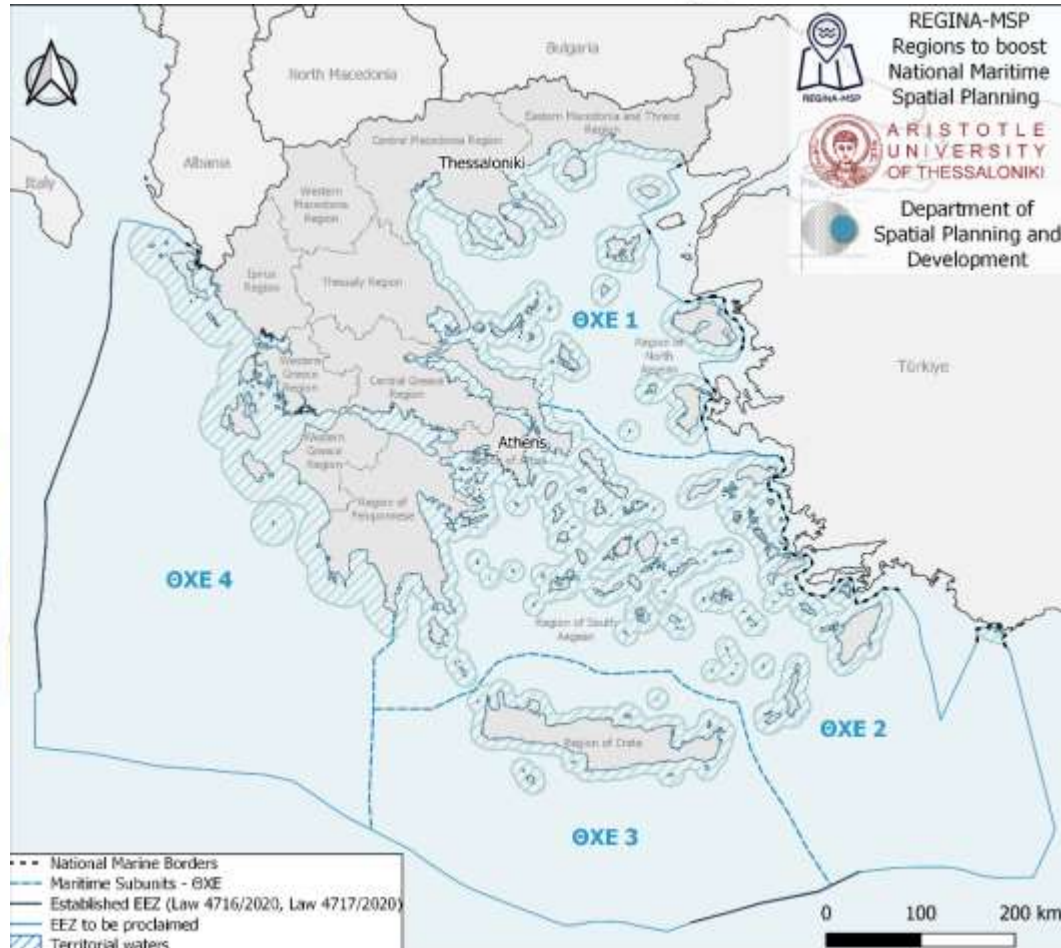 REGINA-MSP
Regions to boost
National Maritime
Spatial Planning
REGINA-MSP
ARISTOTLE
UNIVERSITY
OF THESSALONIKI
Department of
Spatial Planning and
Development
Bulgaria
North Macedonia
Albania
Italy
Türkiye
Eastern Macedonia and Thrace
Region
Central Macedonia Region
Thessaloniki
Western
Macedonia
Region
Epirus
Region
Thessaly Region
ΘΧΕ 1
Region of
North
Aegean
Western
Greece
Region
Central Greece
Region
Athens
Western
Greece
Region
Region of
Peloponnese
ΘΧΕ 4
Region of South
Aegean
ΘΧΕ 2
Region of Crete
ΘΧΕ 3
National Marine Borders
Maritime Subunits - ΘΧΕ
Established EEZ (Law 4716/2020, Law 4717/2020)
EEZ to be proclaimed
Territorial waters
0 100 200 km